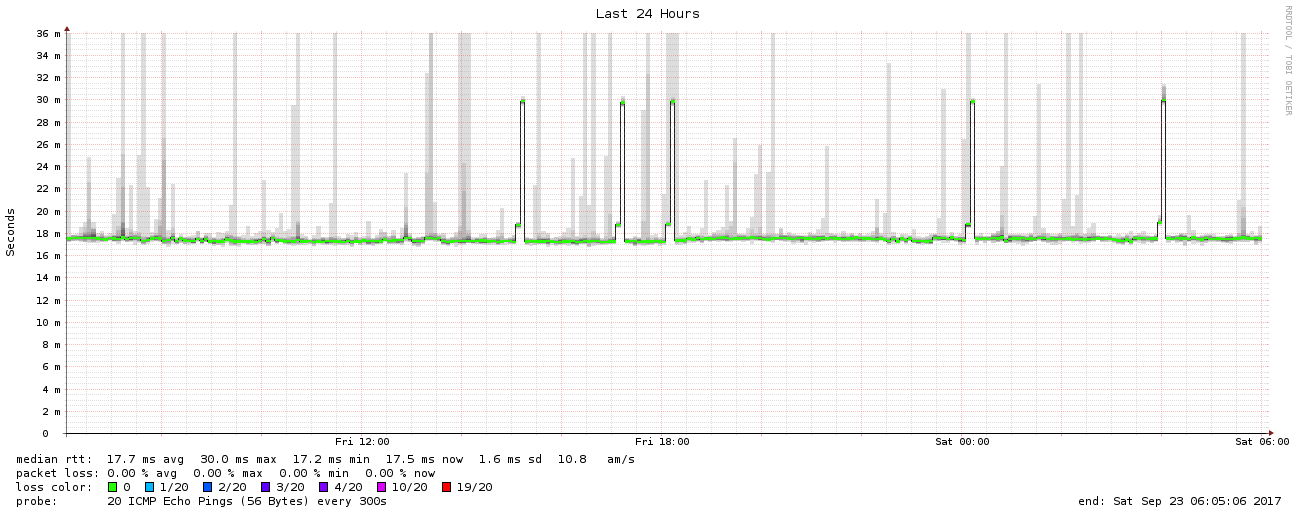 Last 24 Hours
RRDTOOL / TOBI OETIKER
Seconds
36 m
34 m
32 m
30 m
28 m
26 m
24 m
22 m
20 m
18 m
16 m
14 m
12 m
10 m
8 m
6 m
4 m
2 m
0
Fri 12:00 Fri 18:00 Sat 00:00 Sat 06:00
median rtt: 17.7 ms avg 30.0 ms max 17.2 ms min 17.5 ms now 1.6 ms sd 10.8 am/s
packet loss: 0.00 % avg 0.00 % max 0.00 % min 0.00 % now
loss color: 0 1/20 2/20 3/20 4/20 10/20 19/20
probe: 20 ICMP Echo Pings (56 Bytes) every 300s end: Sat Sep 23 06:05:06 2017